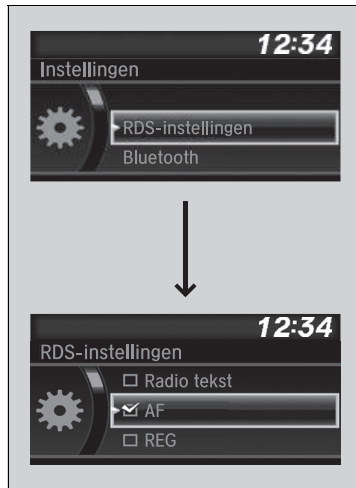 12:34
Instellingen
RDS-instellingen
Bluetooth
12:34
RDS-instellingen
Radio tekst
AF
REG